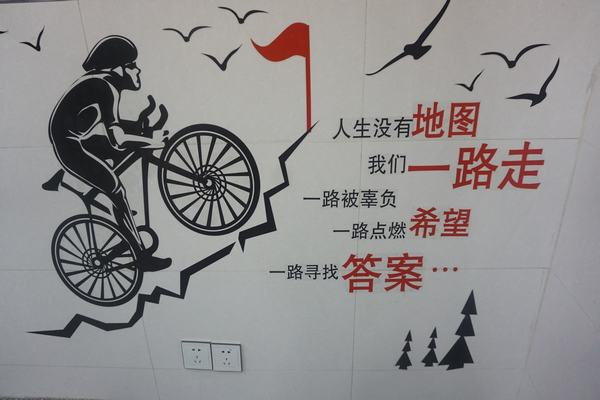 人生没有地图
我们一路走
一路被辜负
一路点燃希望
一路寻找答案…